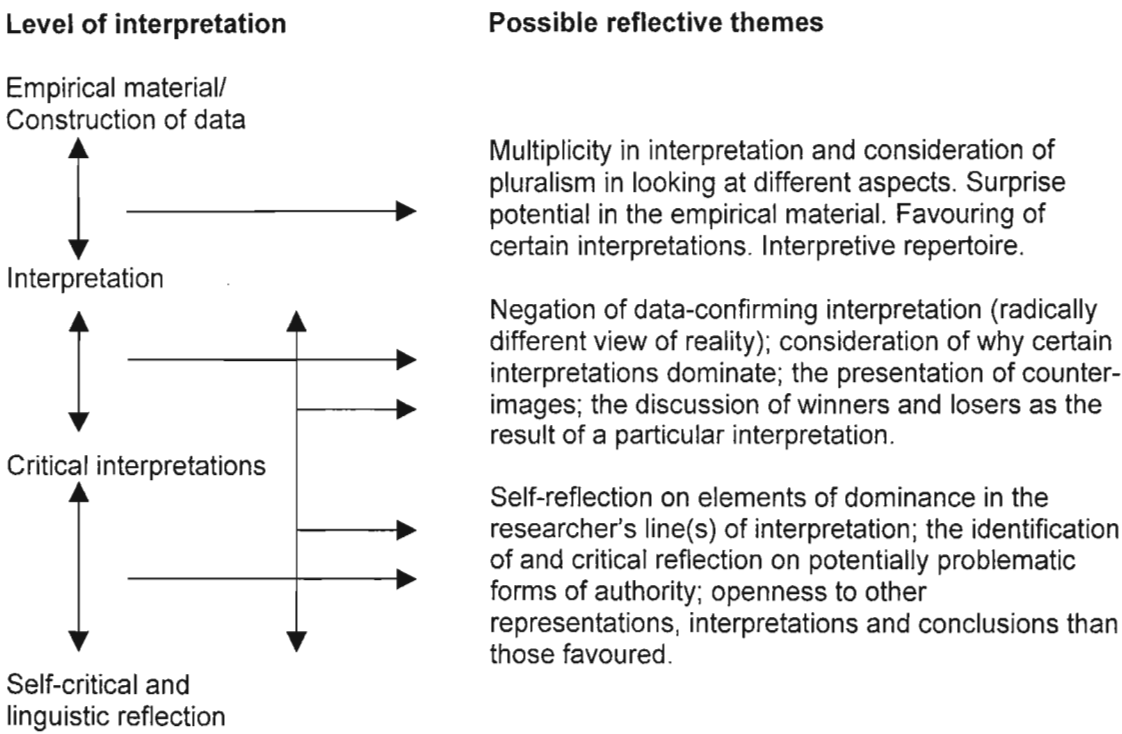 Level of interpretation
Possible reflective themes
Empirical material/
Construction of data
Multiplicity in interpretation and consideration of
pluralism in looking at different aspects. Surprise
potential in the empirical material. Favouring of
certain interpretations. Interpretive repertoire.
Interpretation
Negation of data-confirming interpretation (radically
different view of reality); consideration of why certain
interpretations dominate; the presentation of counter-
images; the discussion of winners and losers as the
result of a particular interpretation.
Critical interpretations
Self-reflection on elements of dominance in the
researcher's line(s) of interpretation; the identification
of and critical reflection on potentially problematic
forms of authority; openness to other
representations, interpretations and conclusions than
those favoured.
Self-critical and
linguistic reflection